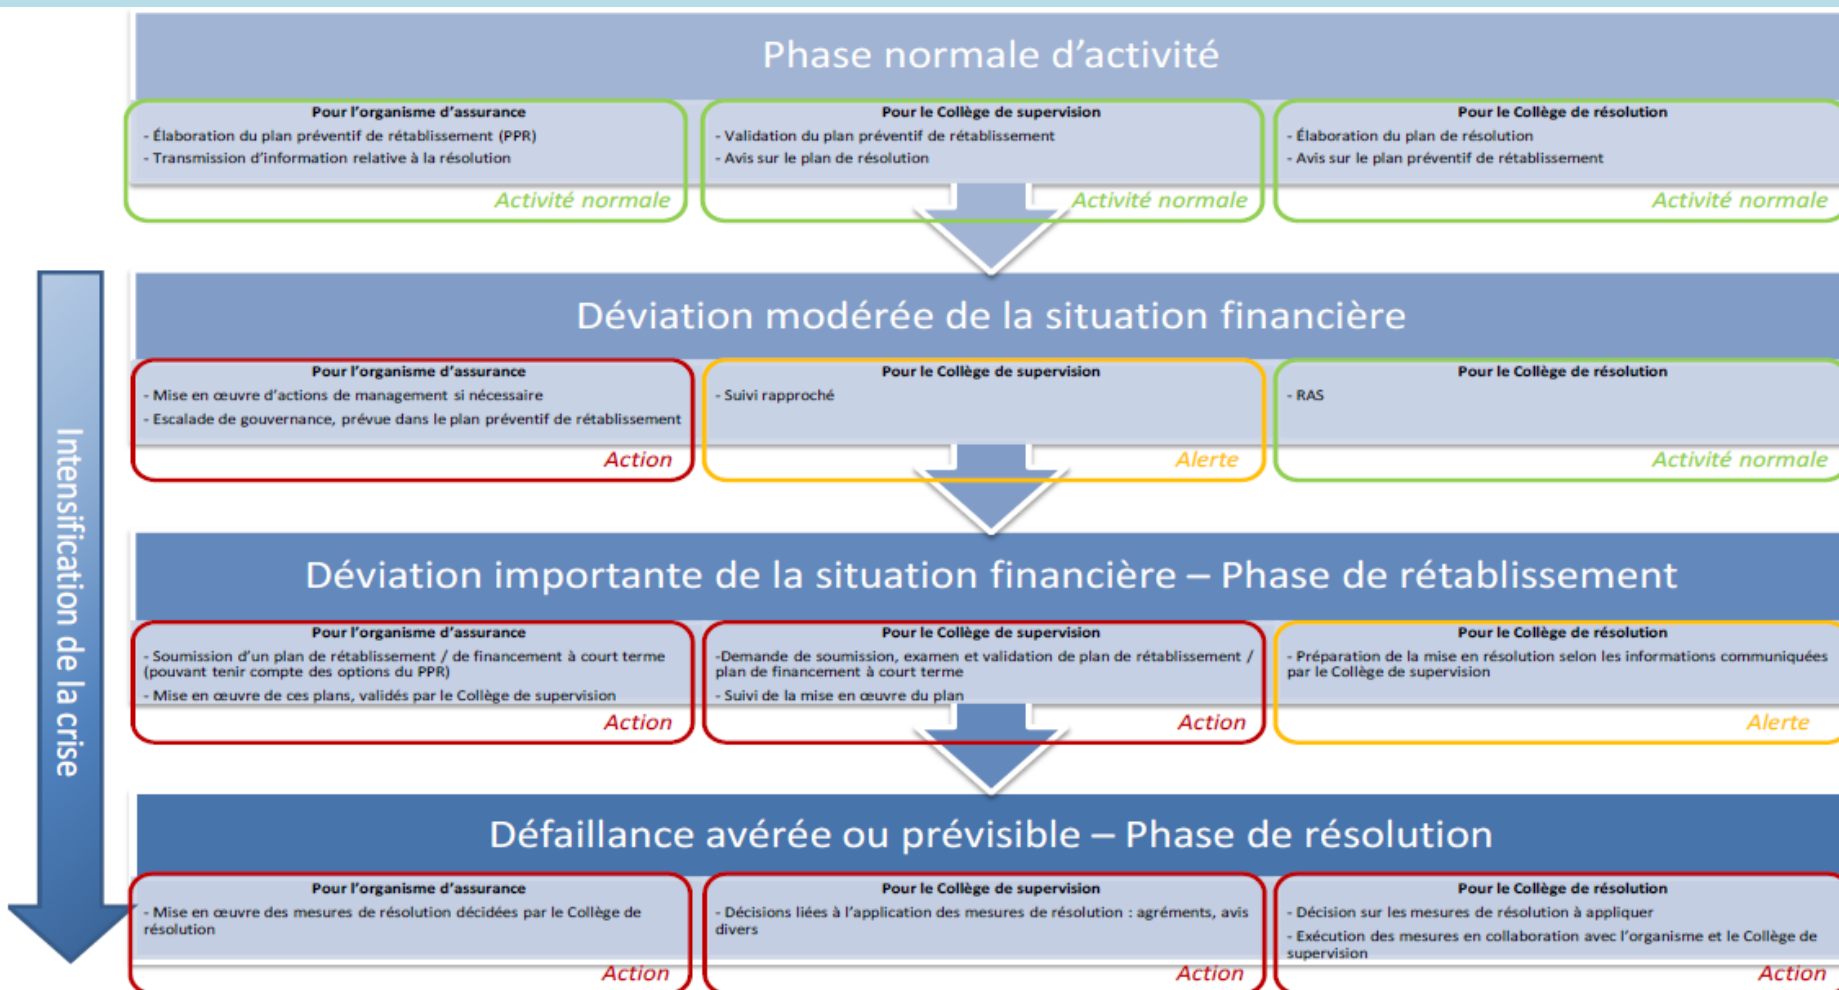 Phase normale d'activité
Pour l'organisme d'assurance
- Élaboration du plan préventif de rétablissement (PPR)
- Transmission d'information relative à la résolution
Activité normale
Pour le Collège de supervision
- Validation du plan préventif de rétablissement
- Avis sur le plan de résolution
Activité normale
Pour le Collège de résolution
- Élaboration du plan de résolution
- Avis sur le plan préventif de rétablissement
Activité normale
Intensification de la crise
Déviation modérée de la situation financière
Pour l'organisme d'assurance
- Mise en œuvre d'actions de management si nécessaire
- Escalade de gouvernance, prévue dans le plan préventif de rétablissement
Action
Pour le Collège de supervision
- Suivi rapproché
Alerte
Pour le Collège de résolution
- RAS
Activité normale
Déviation importante de la situation financière – Phase de rétablissement
Pour l'organisme d'assurance
- Soumission d'un plan de rétablissement / de financement à court terme
(pouvant tenir compte des options du PPR)
- Mise en œuvre de ces plans, validés par le Collège de supervision
Action
Pour le Collège de supervision
-Demande de soumission, examen et validation de plan de rétablissement /
plan de financement à court terme
- Suivi de la mise en œuvre du plan
Action
Pour le Collège de résolution
- Préparation de la mise en résolution selon les informations communiquées
par le Collège de supervision
Alerte
Défaillance avérée ou prévisible – Phase de résolution
Pour l'organisme d'assurance
- Mise en œuvre des mesures de résolution décidées par le Collège de
résolution
Action
Pour le Collège de supervision
- Décisions liées à l'application des mesures de résolution : agréments, avis
divers
Action
Pour le Collège de résolution
- Décision sur les mesures de résolution à appliquer
- Exécution des mesures en collaboration avec l'organisme et le Collège de
supervision
Action